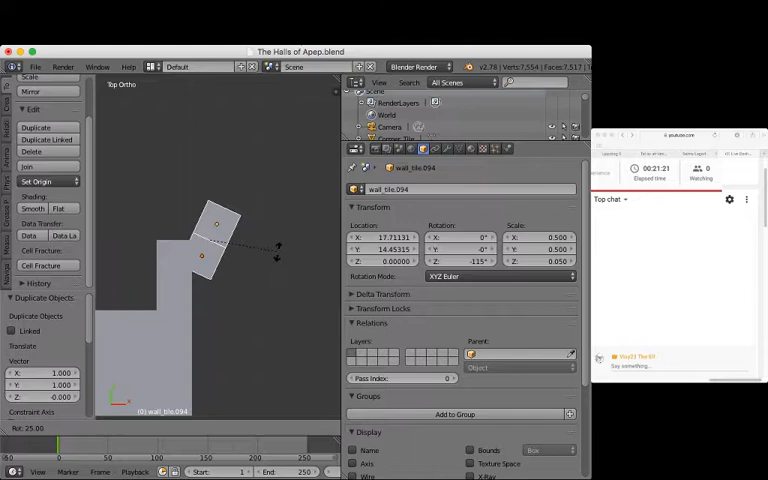 The Halls of Apep.blend
File Render Window Help Default Scene Blender Render v2.78 | Verts:7,554 | Faces:7,517 | T
Scale
Mirror
Edit
Duplicate
Duplicate Linked
Delete
Join
Set Origin
Shading:
Smooth Flat
Data Transfer:
Data Data La
Cell Fracture:
Cell Fracture
History
Duplicate Objects
Duplicate Objects
Linked
Translate
Vector
X: 1.000
Y: 1.000
Z: -0.000
Constraint Axis
Top Ortho
(0) wall_tile.094
Rot: 25.00
0 50 100 150 200 250
View Marker Frame Playback Start: 1 End: 250
View Search All Scenes
Scene
RenderLayers
World
Camera
wall_tile.094
wall_tile.094
Transform
Location: Rotation: Scale:
X: 17.71131 X: 0° X: 0.500
Y: 14.45315 Y: -0° Y: 0.500
Z: 0.00000 Z: -115° Z: 0.050
Rotation Mode: XYZ Euler
Delta Transform
Transform Locks
Relations
Layers: Parent:
Object
Pass Index: 0
Groups
Add to Group
Display
Name Bounds Box
Axis Texture Space
Wire X-Ray
youtube.com
00:21:21 0
Elapsed time Watching
Top chat
Say something...